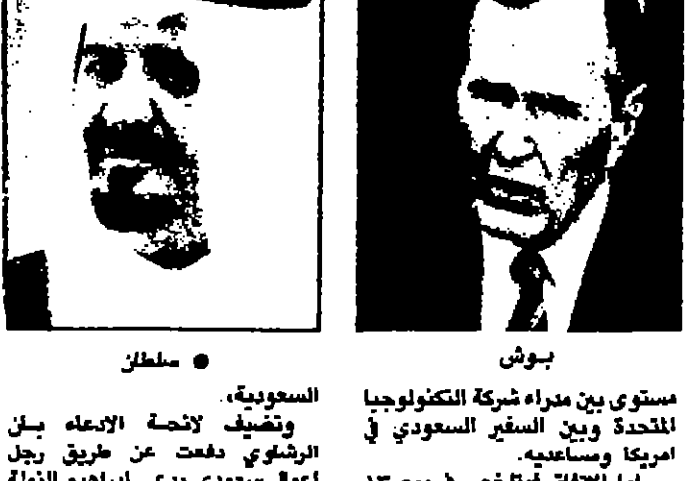 بوش
مستوى بين مدراء شركة التكنولوجيا
المتحدة وبين السفير السعودي في
امريكا ومساعديه.
● سلطان
السعودية».
وتضيف لائحة الادعاء بان
الرشاوي دفعت عن طريق رجل